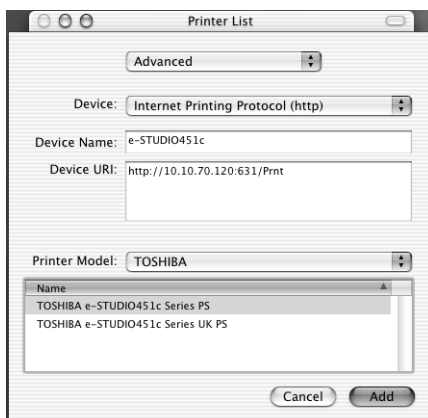 Printer List
Advanced
Device: Internet Printing Protocol (http)
Device Name: e-STUDIO451c
Device URI: http://10.10.70.120:631/Prnt
Printer Model: TOSHIBA
Name
TOSHIBA e-STUDIO451c Series PS
TOSHIBA e-STUDIO451c Series UK PS
Cancel Add